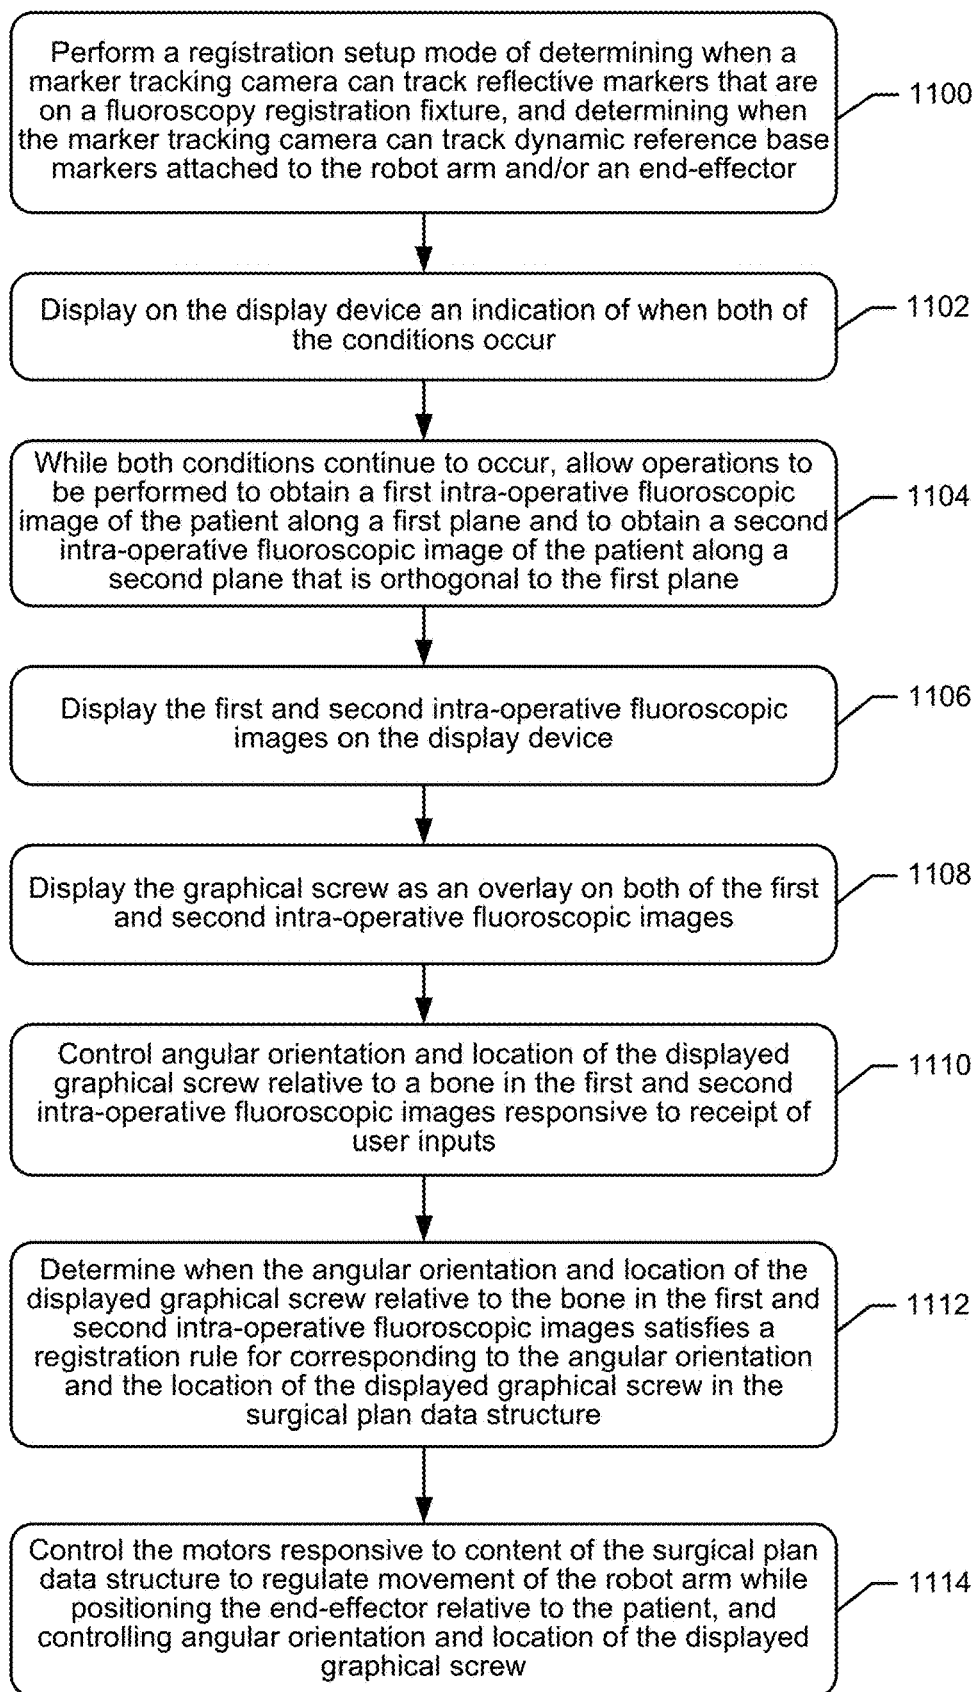 Perform a registration setup mode of determining when a
marker tracking camera can track reflective markers that are
on a fluoroscopy registration fixture, and determining when
the marker tracking camera can track dynamic reference base
markers attached to the robot arm and/or an end-effector
1100
Display on the display device an indication of when both of
the conditions occur
1102
While both conditions continue to occur, allow operations to
be performed to obtain a first intra-operative fluoroscopic
image of the patient along a first plane and to obtain a second
intra-operative fluoroscopic image of the patient along a
second plane that is orthogonal to the first plane
1104
Display the first and second intra-operative fluoroscopic
images on the display device
1106
Display the graphical screw as an overlay on both of the first
and second intra-operative fluoroscopic images
1108
Control angular orientation and location of the displayed
graphical screw relative to a bone in the first and second
intra-operative fluoroscopic images responsive to receipt of
user inputs
1110
Determine when the angular orientation and location of the
displayed graphical screw relative to the bone in the first and
second intra-operative fluoroscopic images satisfies a
registration rule for corresponding to the angular orientation
and the location of the displayed graphical screw in the
surgical plan data structure
1112
Control the motors responsive to content of the surgical plan
data structure to regulate movement of the robot arm while
positioning the end-effector relative to the patient, and
controlling angular orientation and location of the displayed
graphical screw
1114